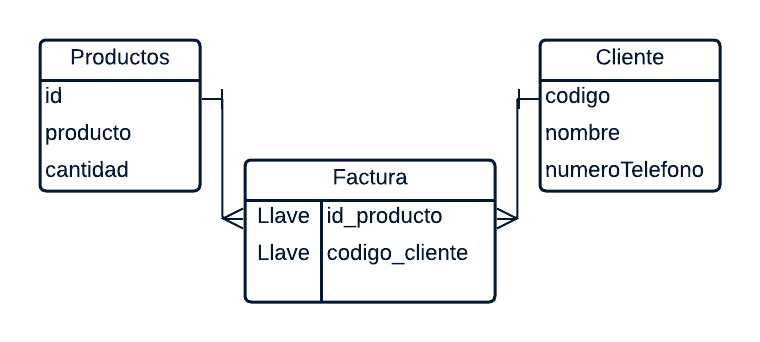 Productos
id
producto
cantidad
Cliente
codigo
nombre
numeroTelefono
Factura
Llave id_producto
Llave codigo_cliente